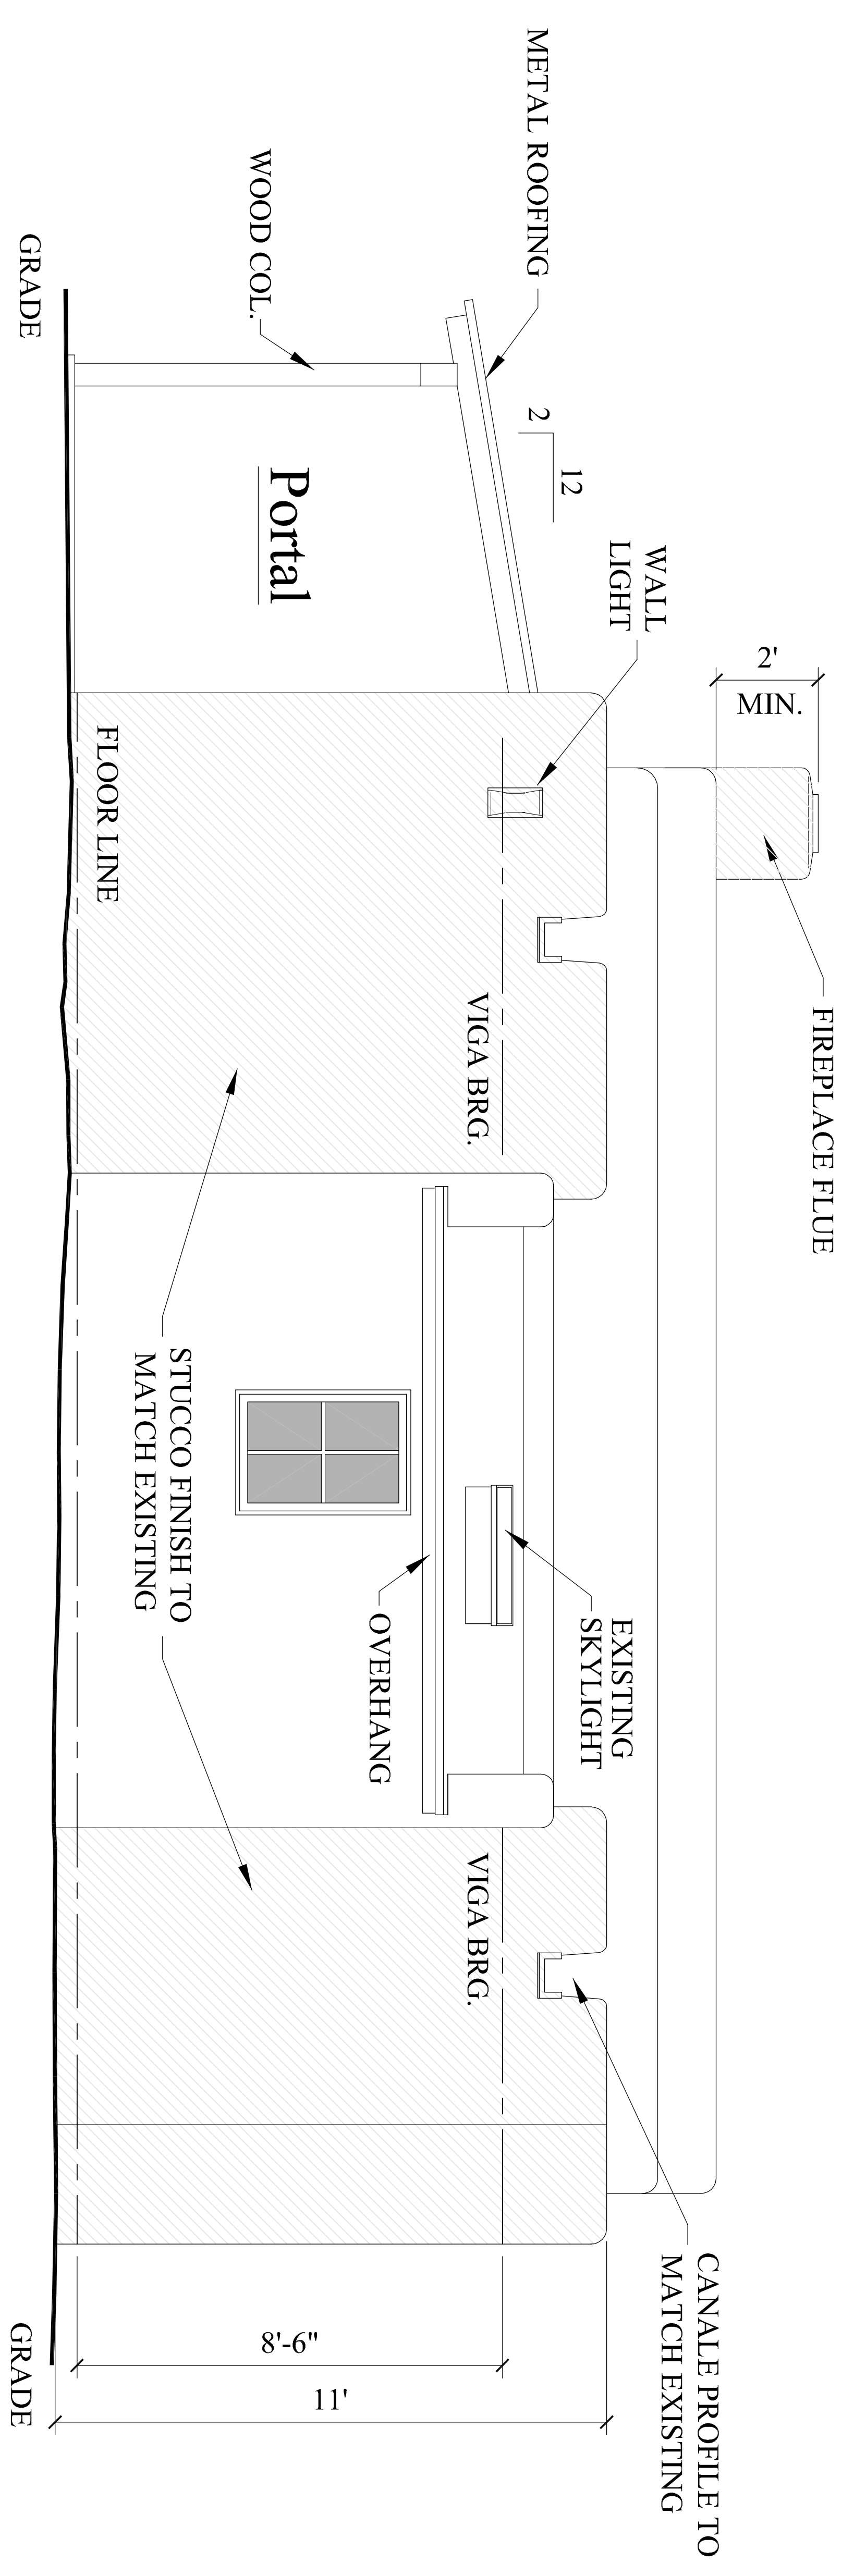 FIREPLACE FLUE
2'
MIN.
CANALE PROFILE TO
MATCH EXISTING
WALL
LIGHT
EXISTING
SKYLIGHT
METAL ROOFING
12
2
VIGA BRG.
VIGA BRG.
OVERHANG
WOOD COL.
Portal
8'-6"
11'
STUCCO FINISH TO
MATCH EXISTING
FLOOR LINE
GRADE
GRADE